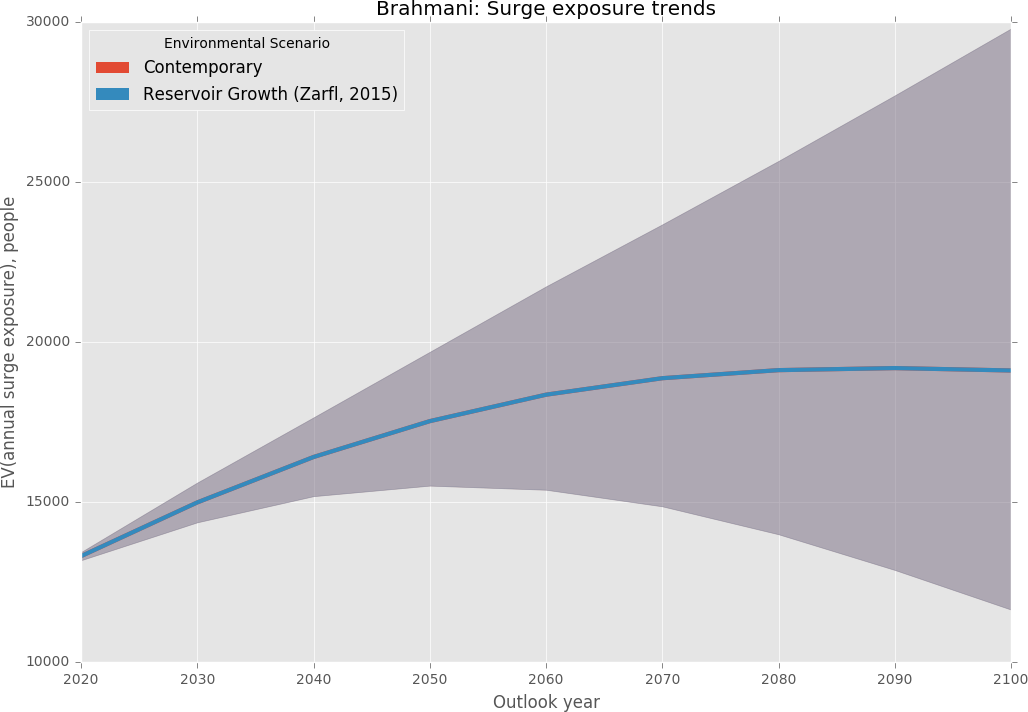 Brahmani: Surge exposure trends
30000
Environmental Scenario
Contemporary
Reservoir Growth (Zarfl, 2015)
25000
20000
15000
10000
EV(annual surge exposure), people
2020 2030 2040 2050 2060 2070 2080 2090 2100
Outlook year